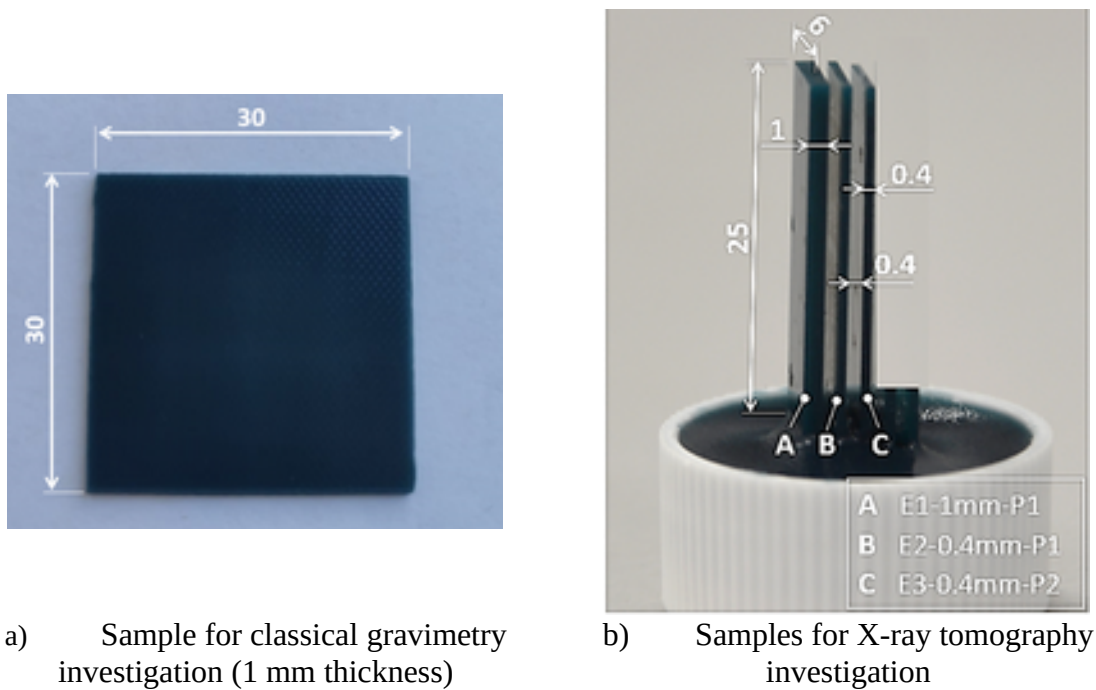 30
30
6
1
0.4
25
0.4
A B C
A E1-1mm-P1
B E2-0.4mm-P1
C E3-0.4mm-P2
a) Sample for classical gravimetry
investigation (1 mm thickness)
b) Samples for X-ray tomography
investigation